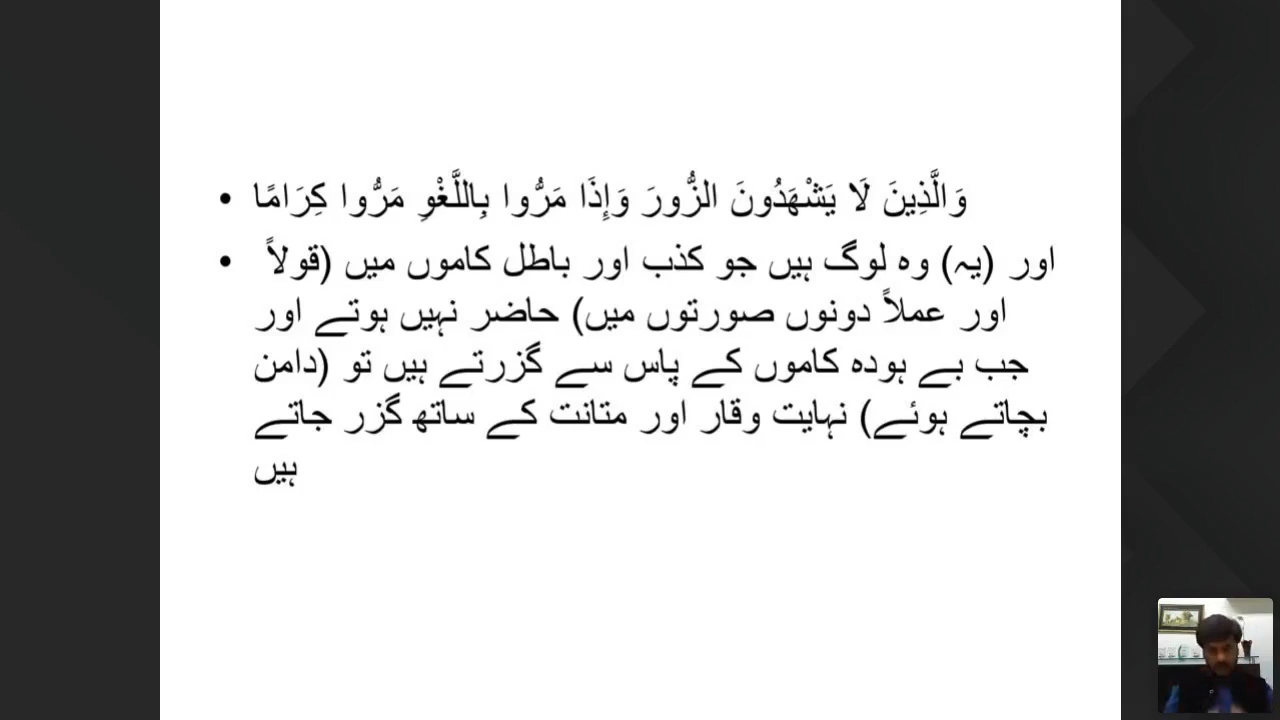 • وَالَّذِينَ لَا يَشْهَدُونَ الزُّورَ وَإِذَا مَرُّوا بِاللَّغْوِ مَرُّوا كِرَامًا
• اور (یہ) وہ لوگ ہیں جو کذب اور باطل کاموں میں (قولاً
اور عملاً دونوں صورتوں میں) حاضر نہیں ہوتے اور
جب بے ہودہ کاموں کے پاس سے گزرتے ہیں تو (دامن
بچاتے ہوئے) نہایت وقار اور متانت کے ساتھ گزر جاتے
ہیں